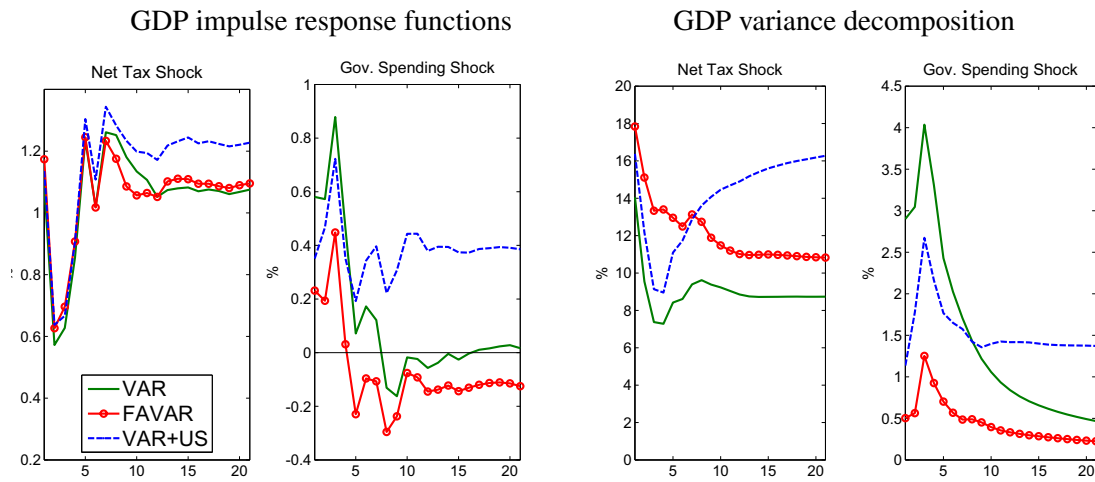 GDP impulse response functions
GDP variance decomposition
Net Tax Shock
1.2
1
0.8
0.6
0.4
0.2
5 10 15 20
VAR
FAVAR
VAR+US
Gov. Spending Shock
%
1
0.8
0.6
0.4
0.2
0
-0.2
-0.4
5 10 15 20
Net Tax Shock
%
20
18
16
14
12
10
8
6
4
2
0
5 10 15 20
Gov. Spending Shock
%
4.5
4
3.5
3
2.5
2
1.5
1
0.5
0
5 10 15 20